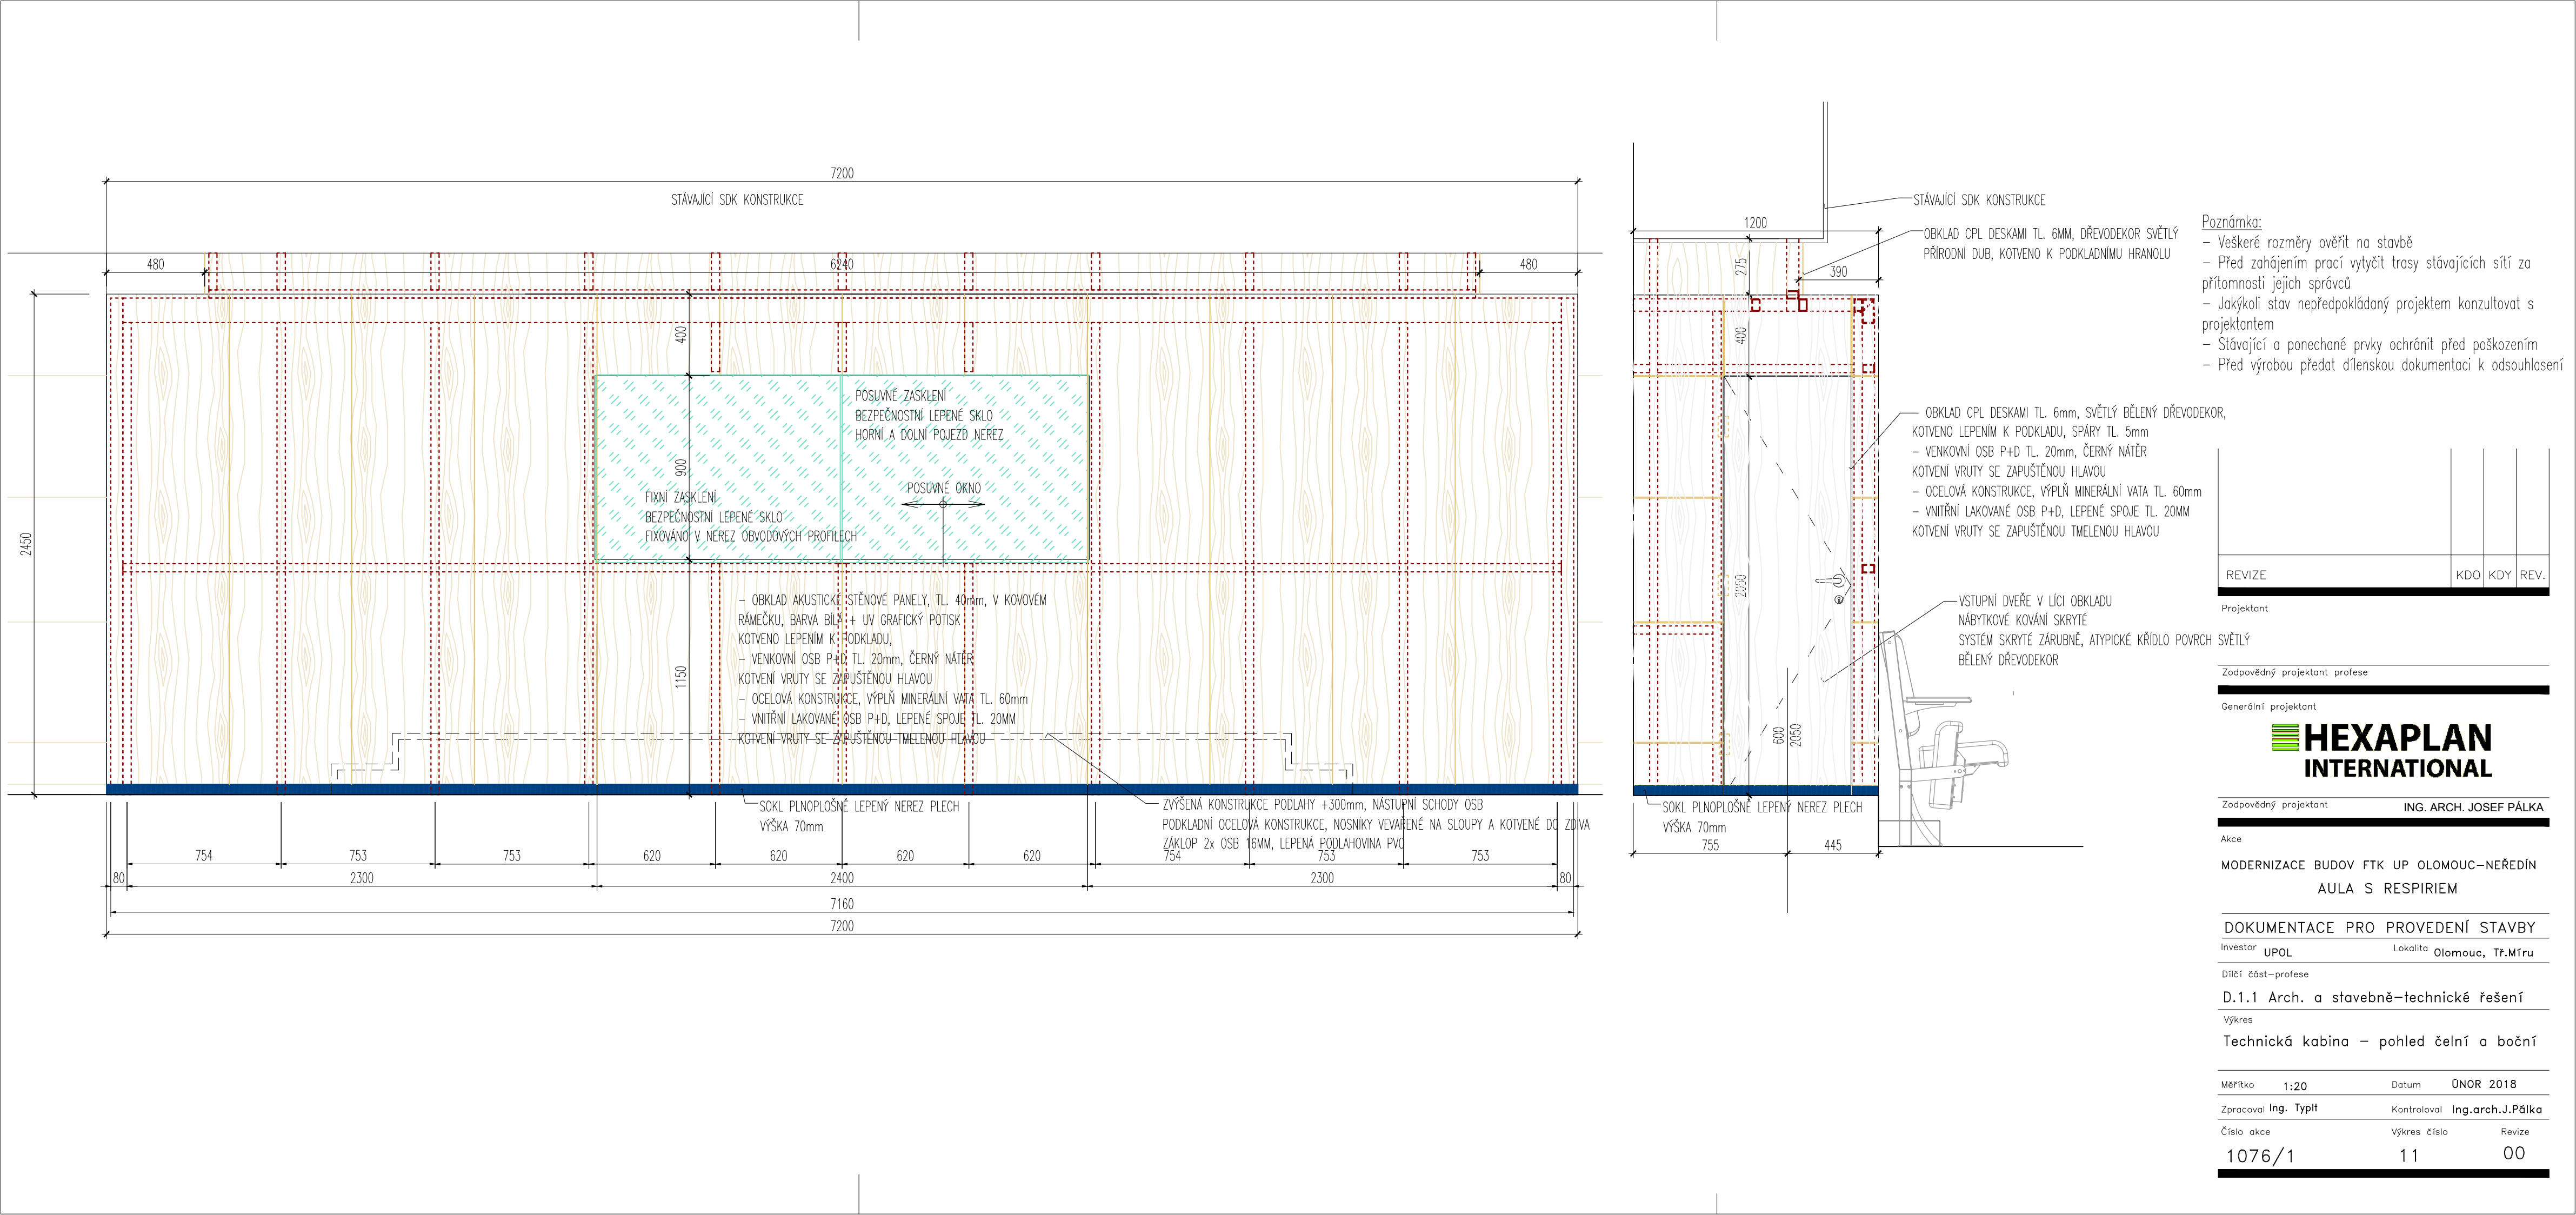 7200
STÁVAJÍCÍ SDK KONSTRUKCE
480
6240
480
2450
400
900
1150
POSUVNÉ ZASKLENÍ
BEZPEČNOSTNÍ LEPENÉ SKLO
HORNÍ A DOLNÍ POJEZD NEREZ
POSUVNÉ OKNO
FIXNÍ ZASKLENÍ
BEZPEČNOSTNÍ LEPENÉ SKLO
FIXOVÁNO V NEREZ OBVODOVÝCH PROFILECH
- OBKLAD AKUSTICKÉ STĚNOVÉ PANELY, TL. 40mm, V KOVOVÉM
RÁMEČKU, BARVA BÍLÁ + UV GRAFICKÝ POTISK
KOTVENO LEPENÍM K PODKLADU,
- VENKOVNÍ OSB P+D TL. 20mm, ČERNÝ NÁTĚR
KOTVENÍ VRUTY SE ZAPUŠTĚNOU HLAVOU
- OCELOVÁ KONSTRUKCE, VÝPLŇ MINERÁLNÍ VATA TL. 60mm
- VNITŘNÍ LAKOVANÉ OSB P+D, LEPENÉ SPOJE TL. 20MM
KOTVENÍ VRUTY SE ZAPUŠTĚNOU TMELENOU HLAVOU
SOKL PLNOPLOŠNĚ LEPENÝ NEREZ PLECH
VÝŠKA 70mm
ZVÝŠENÁ KONSTRUKCE PODLAHY +300mm, NÁSTUPNÍ SCHODY OSB
PODKLADNÍ OCELOVÁ KONSTRUKCE, NOSNÍKY VEVAŘENÉ NA SLOUPY A KOTVENÉ DO ZDIVA
ZÁKLOP 2x OSB 16MM, LEPENÁ PODLAHOVINA PVC
754 753 753 620 620 620 620 754 753 753
80 2300 2400 2300 80
7160
7200
STÁVAJÍCÍ SDK KONSTRUKCE
1200
OBKLAD CPL DESKAMI TL. 6MM, DŘEVODEKOR SVĚTLÝ
PŘÍRODNÍ DUB, KOTVENO K PODKLADNÍMU HRANOLU
275
390
400
- OBKLAD CPL DESKAMI TL. 6mm, SVĚTLÝ BĚLENÝ DŘEVODEKOR,
KOTVENO LEPENÍM K PODKLADU, SPÁRY TL. 5mm
- VENKOVNÍ OSB P+D TL. 20mm, ČERNÝ NÁTĚR
KOTVENÍ VRUTY SE ZAPUŠTĚNOU HLAVOU
- OCELOVÁ KONSTRUKCE, VÝPLŇ MINERÁLNÍ VATA TL. 60mm
- VNITŘNÍ LAKOVANÉ OSB P+D, LEPENÉ SPOJE TL. 20MM
KOTVENÍ VRUTY SE ZAPUŠTĚNOU TMELENOU HLAVOU
2000
VSTUPNÍ DVEŘE V LÍCI OBKLADU
NÁBYTKOVÉ KOVÁNÍ SKRYTÉ
SYSTÉM SKRYTÉ ZÁRUBNĚ, ATYPICKÉ KŘÍDLO POVRCH SVĚTLÝ
BĚLENÝ DŘEVODEKOR
600
2050
SOKL PLNOPLOŠNĚ LEPENÝ NEREZ PLECH
VÝŠKA 70mm
755 445
Poznámka:
- Veškeré rozměry ověřit na stavbě
- Před zahájením prací vytyčit trasy stávajících sítí za
přítomnosti jejich správců
- Jakýkoli stav nepředpokládaný projektem konzultovat s
projektantem
- Stávající a ponechané prvky ochránit před poškozením
- Před výrobou předat dílenskou dokumentaci k odsouhlasení
REVIZE KDO KDY REV.
Projektant
Zodpovědný projektant profese
Generální projektant
HEXAPLAN
INTERNATIONAL
Zodpovědný projektant ING. ARCH. JOSEF PÁLKA
Akce
MODERNIZACE BUDOV FTK UP OLOMOUC-NEŘEDÍN
AULA S RESPIRIEM
DOKUMENTACE PRO PROVEDENÍ STAVBY
Investor UPOL Lokalita Olomouc, Tř.Míru
Dílčí část-profese
D.1.1 Arch. a stavebně-technické řešení
Výkres
Technická kabina - pohled čelní a boční
Měřítko 1:20 Datum ÚNOR 2018
Zpracoval Ing. Typlt Kontroloval Ing.arch.J.Pálka
Číslo akce Výkres číslo Revize
1076/1 11 00